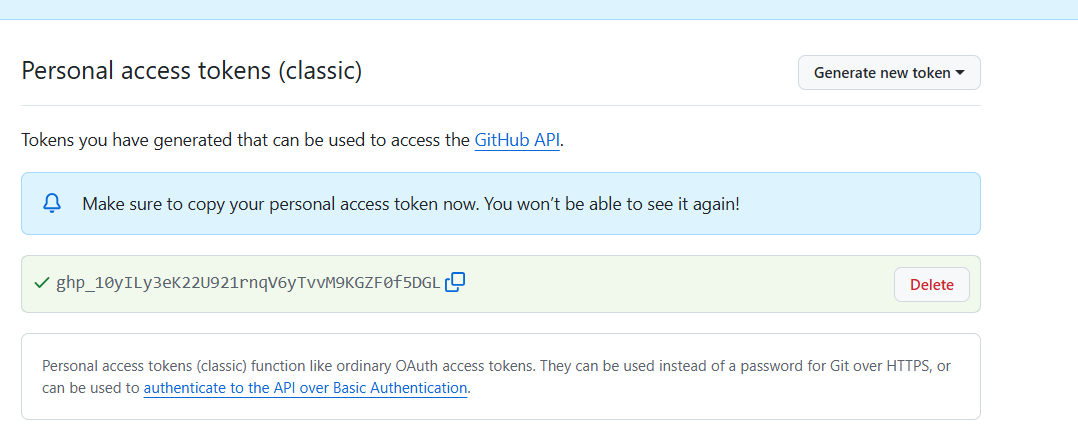 Personal access tokens (classic)
Generate new token
Tokens you have generated that can be used to access the GitHub API.
Make sure to copy your personal access token now. You won’t be able to see it again!
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
Delete
Personal access tokens (classic) function like ordinary OAuth access tokens. They can be used instead of a password for Git over HTTPS, or
can be used to authenticate to the API over Basic Authentication.